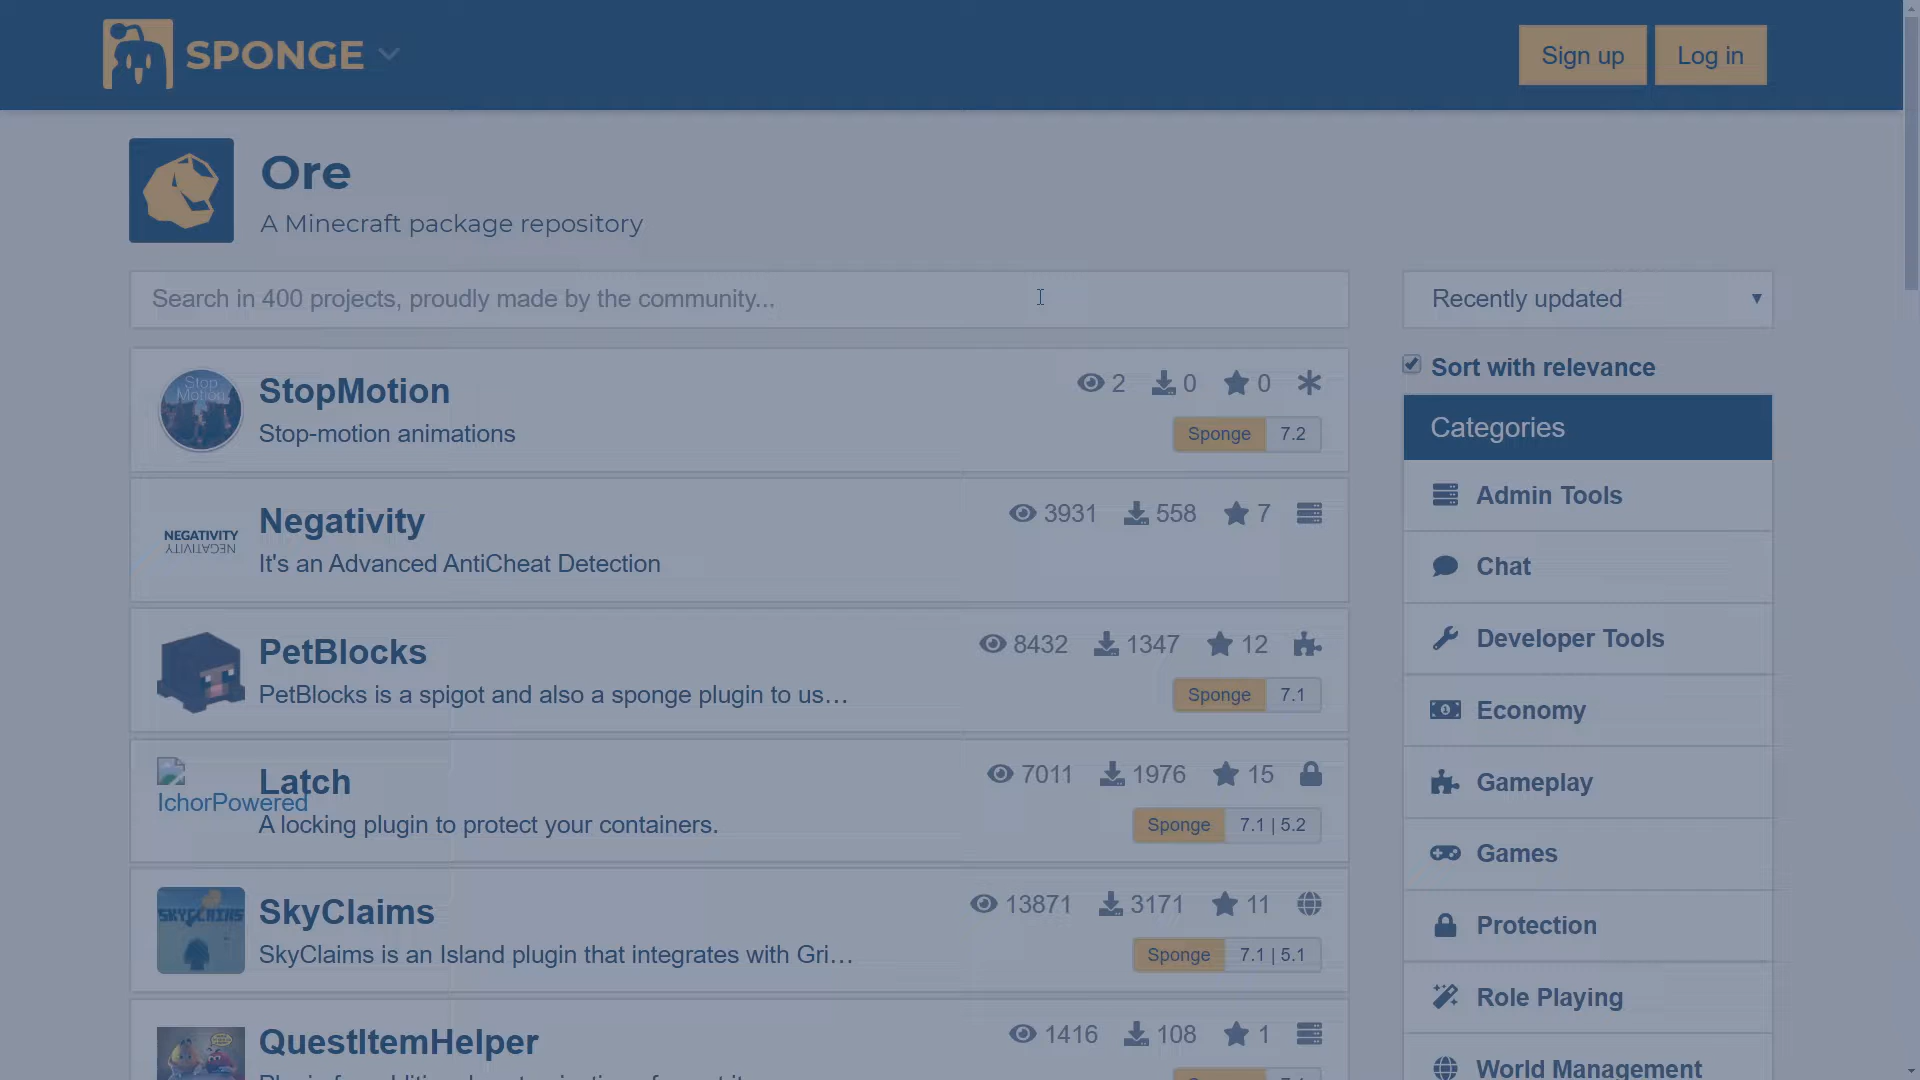 SPONGE
Sign up
Log in
Ore
A Minecraft package repository
Search in 400 projects, proudly made by the community...
Recently updated
Sort with relevance
Stop Motion
StopMotion
2 0 0
Stop-motion animations
Sponge 7.2
NEGATIVITY
Negativity
3931 558 7
It's an Advanced AntiCheat Detection
PetBlocks
8432 1347 12
PetBlocks is a spigot and also a sponge plugin to us...
Sponge 7.1
IchorPowered
Latch
7011 1976 15
A locking plugin to protect your containers.
Sponge 7.1 | 5.2
SKYCLAIMS
SkyClaims
13871 3171 11
SkyClaims is an Island plugin that integrates with Gri...
Sponge 7.1 | 5.1
QuestItemHelper
1416 108 1
Categories
Admin Tools
Chat
Developer Tools
Economy
Gameplay
Games
Protection
Role Playing
World Management